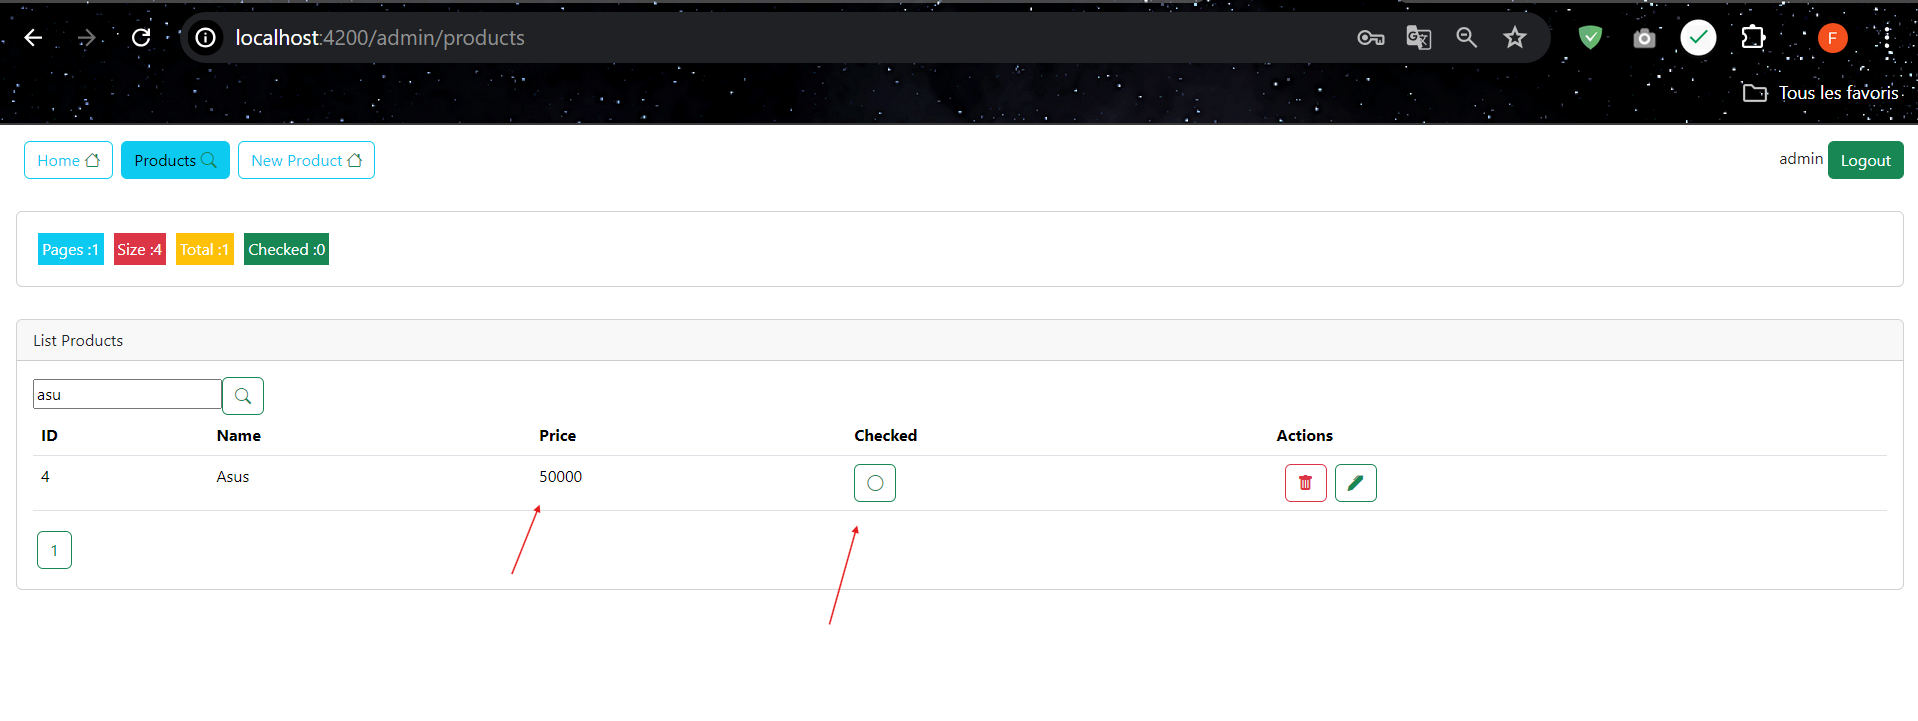 localhost:4200/admin/products
F
Tous les favoris
Home Products New Product admin Logout
Pages :1 Size :4 Total :1 Checked :0
List Products
asu
ID Name Price Checked Actions
4 Asus 50000
1